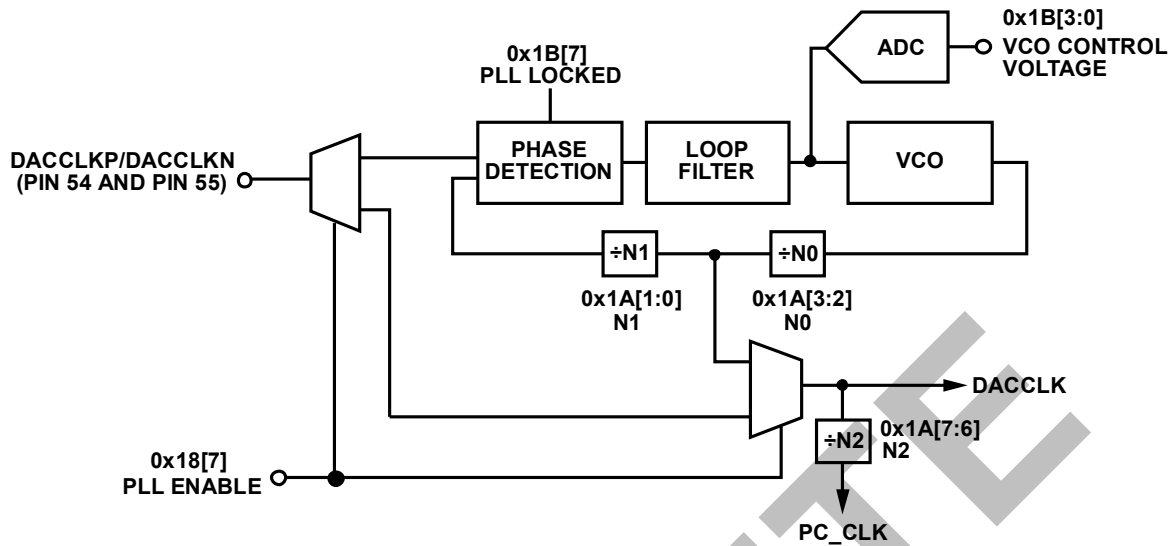 0x1B[3:0]
VCO CONTROL
VOLTAGE
ADC
0x1B[7]
PLL LOCKED
DACCLKP/DACCLKN
(PIN 54 AND PIN 55)
PHASE
DETECTION
LOOP
FILTER
VCO
÷N1
÷N0
0x1A[1:0]
N1
0x1A[3:2]
N0
DACCLK
÷N2
0x1A[7:6]
N2
0x18[7]
PLL ENABLE
PC_CLK
TE